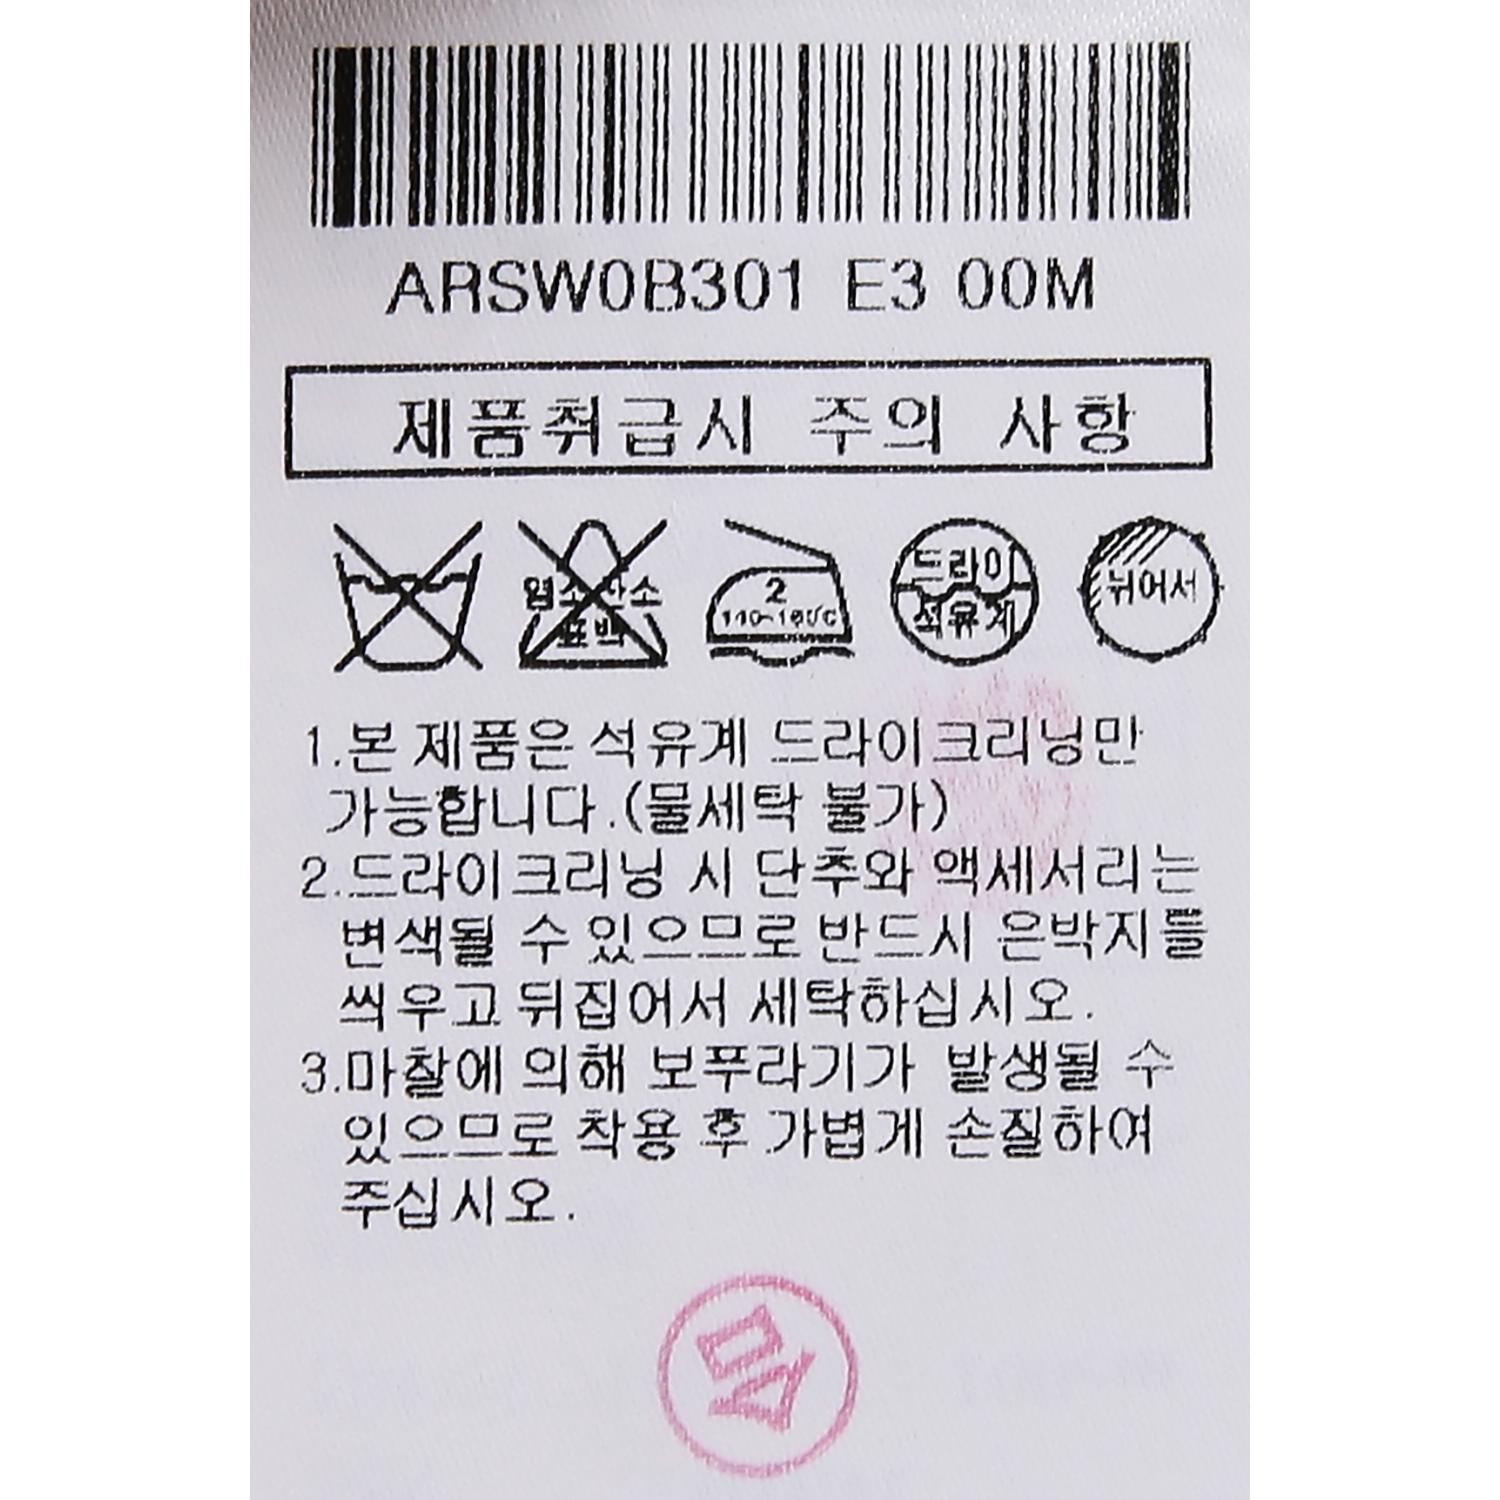 ARSW0B301 E3 00M
제품취급시 주의 사항
염소산소
표백
2
드라이
석유계
뉘어서
1.본 제품은 석유계 드라이크리닝만
가능합니다.(물세탁 불가)
2.드라이크리닝 시 단추와 액세서리는
변색될 수 있으므로 반드시 은박지를
씌우고 뒤집어서 세탁하십시오.
3.마찰에 의해 보푸라기가 발생될 수
있으므로 착용 후 가볍게 손질하여
주십시오.